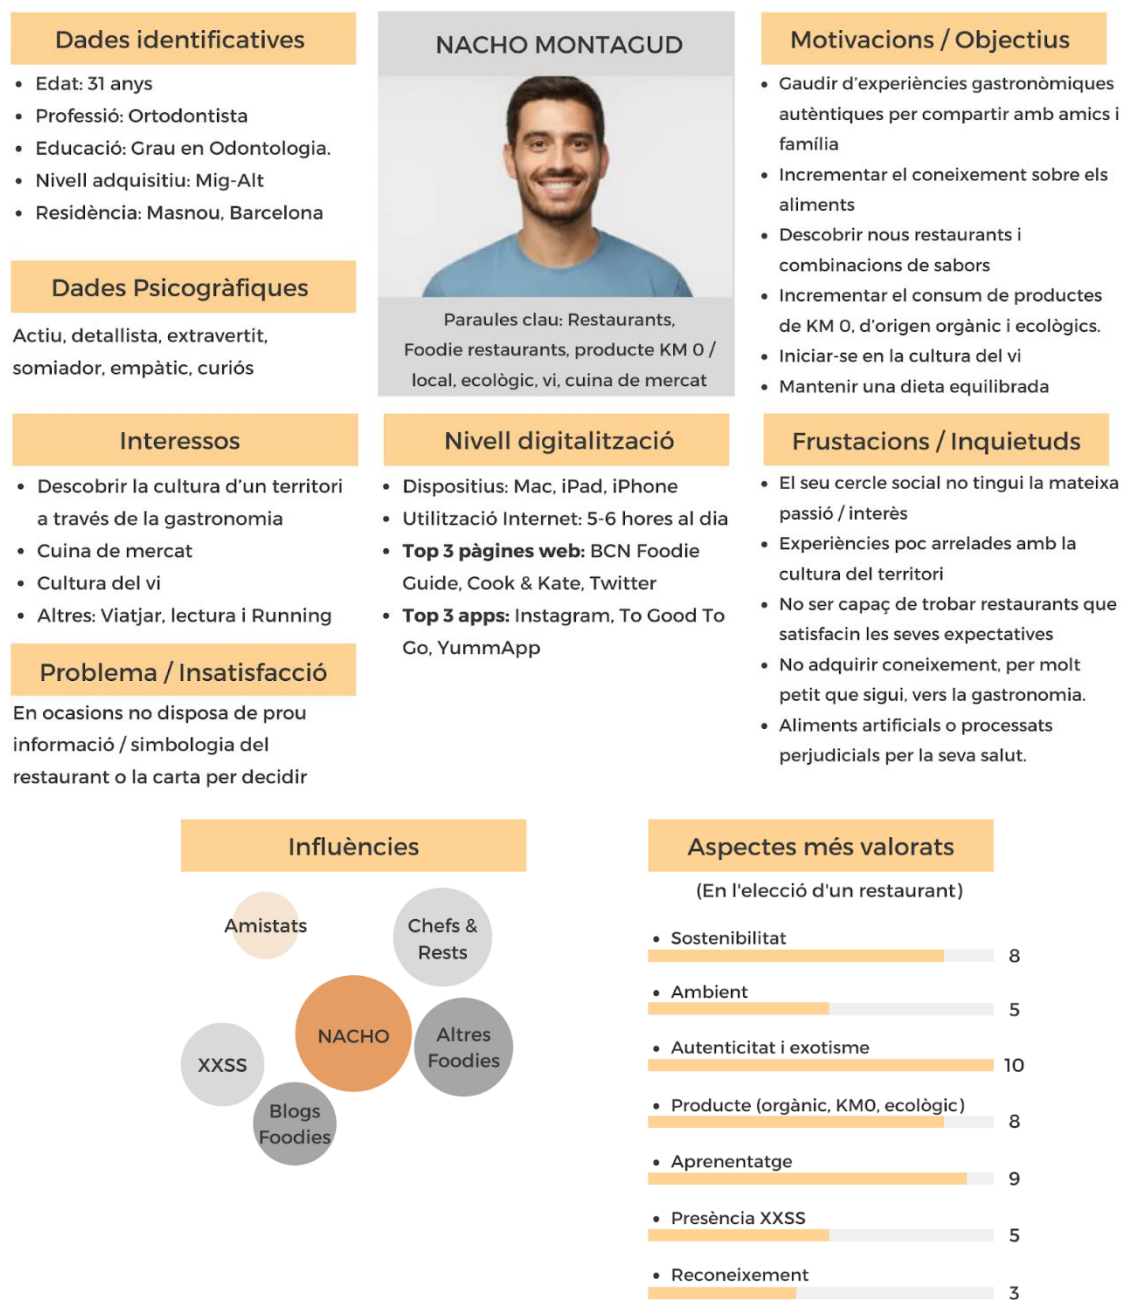 Dades identificatives
• Edat: 31 anys
• Professió: Ortodontista
• Educació: Grau en Odontologia.
• Nivell adquisitiu: Mig-Alt
• Residència: Masnou, Barcelona
Dades Psicogràfiques
Actiu, detallista, extravertit,
somiador, empàtic, curiós
NACHO MONTAGUD
Paraules clau: Restaurants,
Foodie restaurants, producte KM 0 /
local, ecològic, vi, cuina de mercat
Motivacions / Objectius
• Gaudir d'experiències gastronòmiques
autèntiques per compartir amb amics i
família
• Incrementar el coneixement sobre els
aliments
• Descobrir nous restaurants i
combinacions de sabors
• Incrementar el consum de productes
de KM 0, d'origen orgànic i ecològics.
• Iniciar-se en la cultura del vi
• Mantenir una dieta equilibrada
Interessos
• Descobrir la cultura d'un territori
a través de la gastronomia
• Cuina de mercat
• Cultura del vi
• Altres: Viatjar, lectura i Running
Problema / Insatisfacció
En ocasions no disposa de prou
informació / simbologia del
restaurant o la carta per decidir
Nivell digitalització
• Dispositius: Mac, iPad, iPhone
• Utilització Internet: 5-6 hores al dia
• Top 3 pàgines web: BCN Foodie
Guide, Cook & Kate, Twitter
• Top 3 apps: Instagram, To Good To
Go, YummApp
Frustacions / Inquietuds
• El seu cercle social no tingui la mateixa
passió / interès
• Experiències poc arrelades amb la
cultura del territori
• No ser capaç de trobar restaurants que
satisfacin les seves expectatives
• No adquirir coneixement, per molt
petit que sigui, vers la gastronomia.
• Aliments artificials o processats
perjudicials per la seva salut.
Influències
Amistats
Chefs &
Rests
NACHO
Altres
Foodies
XXSS
Blogs
Foodies
Aspectes més valorats
(En l'elecció d'un restaurant)
• Sostenibilitat
8
• Ambient
5
• Autenticitat i exotisme
10
• Producte (orgànic, KM0, ecològic)
8
• Aprenentatge
9
• Presència XXSS
5
• Reconeixement
3